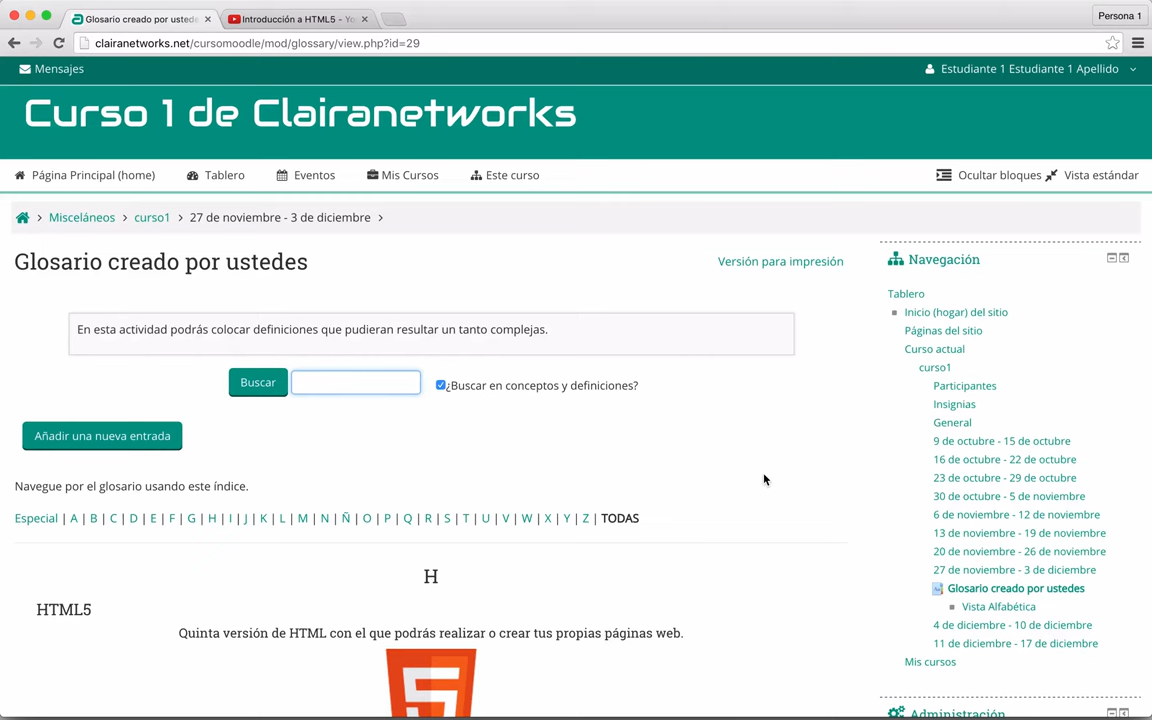 Glosario creado por ustede
Introducción a HTML5 - Yo
Persona 1
clairanetworks.net/cursomoodle/mod/glossary/view.php?id=29
Mensajes
Estudiante 1 Estudiante 1 Apellido
Curso 1 de Clairanetworks
Página Principal (home)
Tablero
Eventos
Mis Cursos
Este curso
Ocultar bloques
Vista estándar
Misceláneos
curso1
27 de noviembre - 3 de diciembre
Glosario creado por ustedes
Versión para impresión
En esta actividad podrás colocar definiciones que pudieran resultar un tanto complejas.
Buscar
¿Buscar en conceptos y definiciones?
Añadir una nueva entrada
Navegue por el glosario usando este índice.
Especial | A | B | C | D | E | F | G | H | I | J | K | L | M | N | Ñ | O | P | Q | R | S | T | U | V | W | X | Y | Z | TODAS
H
HTML5
Quinta versión de HTML con el que podrás realizar o crear tus propias páginas web.
Navegación
Tablero
Inicio (hogar) del sitio
Páginas del sitio
Curso actual
curso1
Participantes
Insignias
General
9 de octubre - 15 de octubre
16 de octubre - 22 de octubre
23 de octubre - 29 de octubre
30 de octubre - 5 de noviembre
6 de noviembre - 12 de noviembre
13 de noviembre - 19 de noviembre
20 de noviembre - 26 de noviembre
27 de noviembre - 3 de diciembre
Glosario creado por ustedes
Vista Alfabética
4 de diciembre - 10 de diciembre
11 de diciembre - 17 de diciembre
Mis cursos
Administración